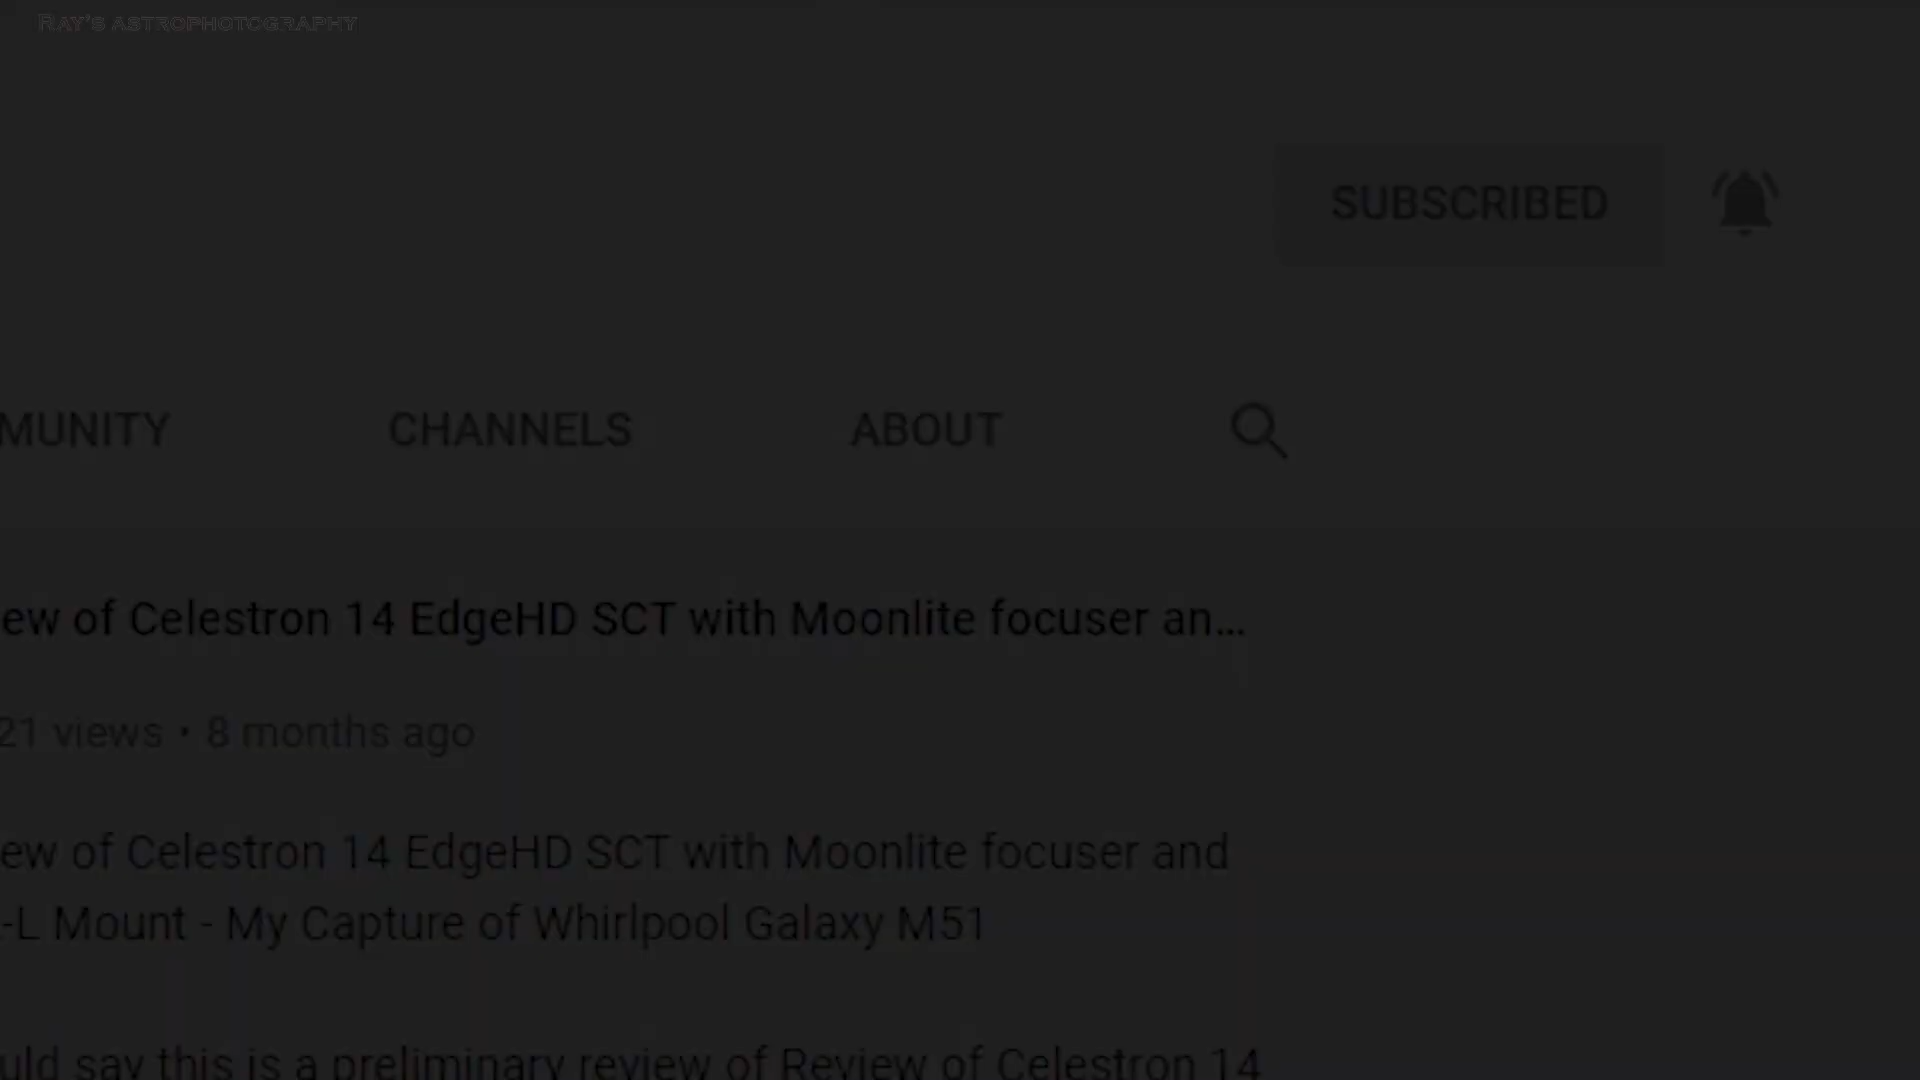 RAY'S ASTROPHOTOGRAPHY
SUBSCRIBED
MUNITY CHANNELS ABOUT
ew of Celestron 14 EdgeHD SCT with Moonlite focuser an...
21 views • 8 months ago
ew of Celestron 14 EdgeHD SCT with Moonlite focuser and
-L Mount - My Capture of Whirlpool Galaxy M51
uld say this is a preliminary review of Review of Celestron 14